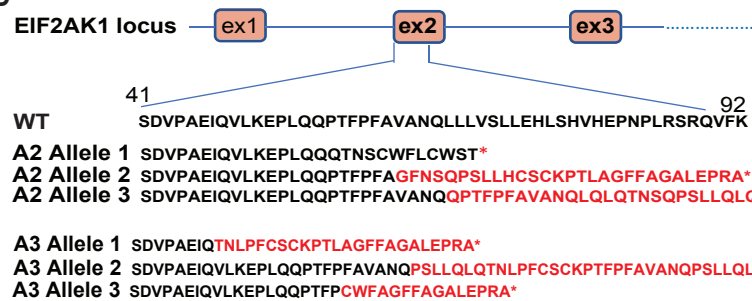 EIF2AK1 locus ex1 ex2 ex3
41 92
WT SDVPAEIQVLKEPLQQPTFPFAVANQLLLVSLLEHLSHVHEPNPLRSRQVFK
A2 Allele 1 SDVPAEIQVLKEPLQQQTNSCWFLCWST*
A2 Allele 2 SDVPAEIQVLKEPLQQPTFPFAGFNSQPSLLHCSCKPTLAGFFAGALEPRA*
A2 Allele 3 SDVPAEIQVLKEPLQQPTFPFAVANQQPTFPFAVANQLQLQTNSQPSLLQLQ
A3 Allele 1 SDVPAEIQTNLPFCSCKPTLAGFFAGALEPRA*
A3 Allele 2 SDVPAEIQVLKEPLQQPTFPFAVANQPSLLQLQTNLPFCSCKPTFPFAVANQPSLLQL
A3 Allele 3 SDVPAEIQVLKEPLQQPTFPCWFAGFFAGALEPRA*